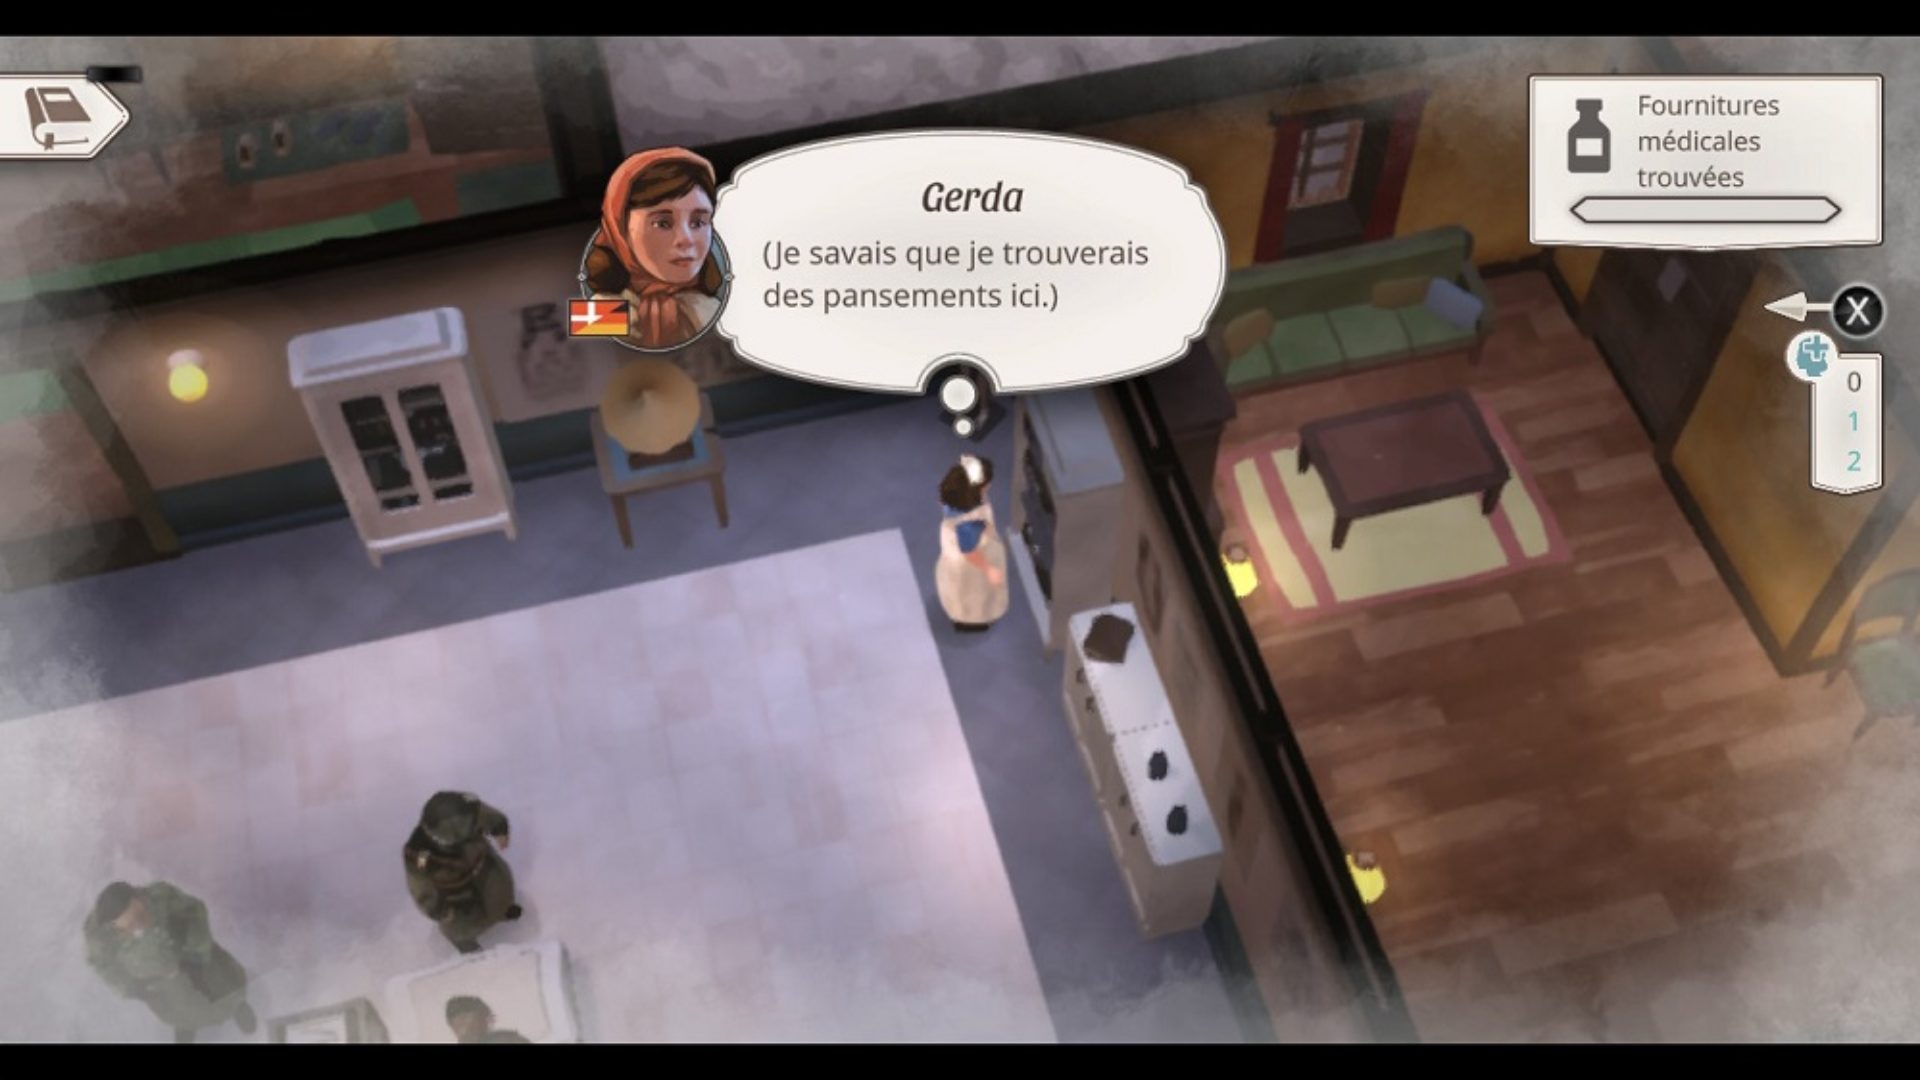 Fournitures
médicales
trouvées
Gerda
(Je savais que je trouverais
des pansements ici.)
X
0
1
2